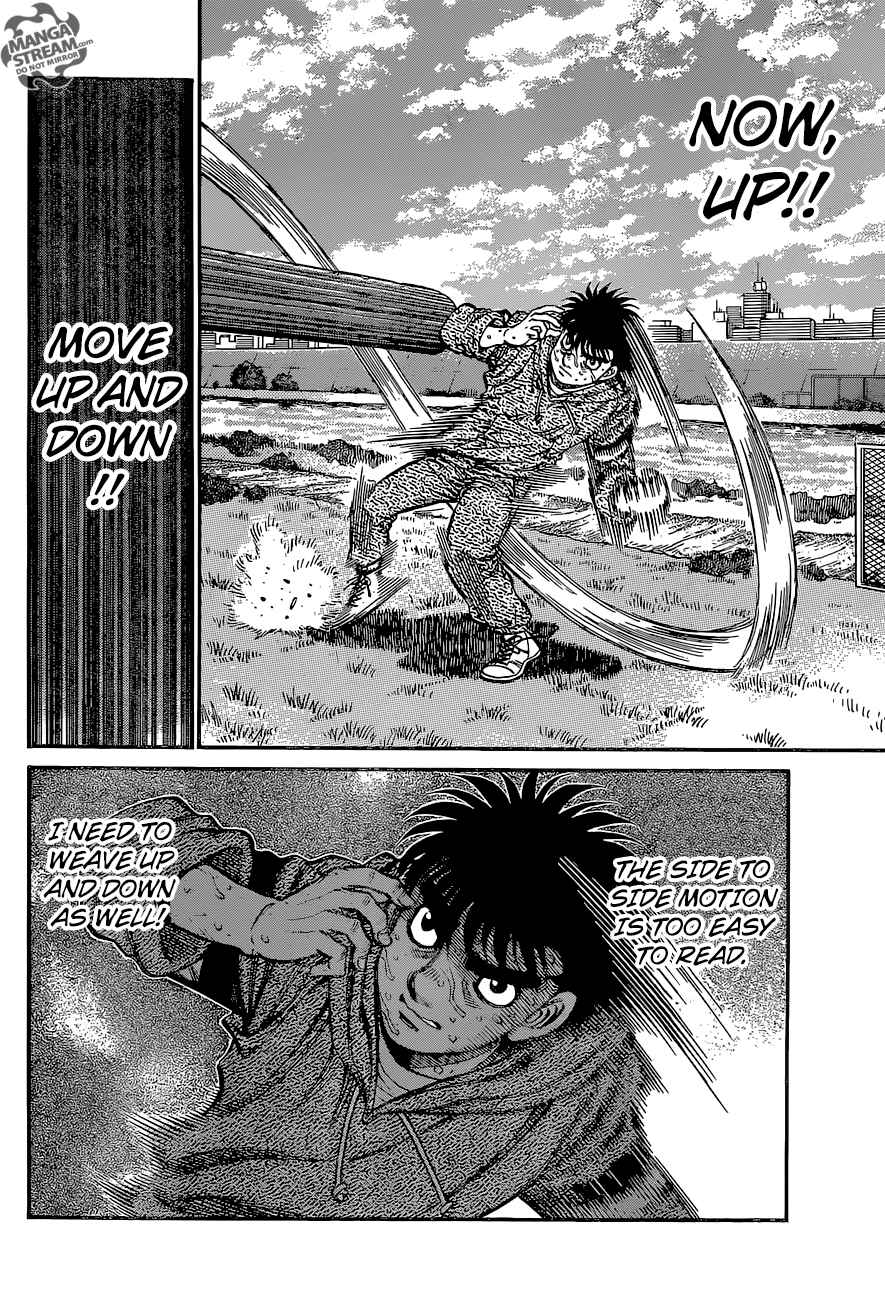 MANGA
STREAM.com
DO NOT MIRROR!
NOW,
UP!!
MOVE
UP AND
DOWN
!!
THE SIDE TO
SIDE MOTION
IS TOO EASY
TO READ.
I NEED TO
WEAVE UP
AND DOWN
AS WELL!